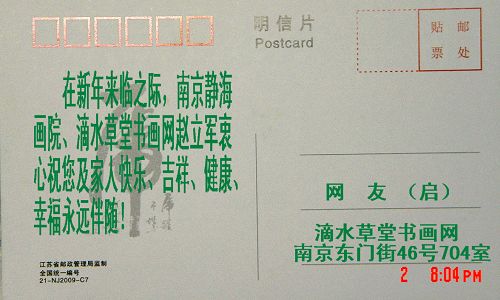 明信片
Postcard
贴 邮
票 处
在新年来临之际，南京静海
画院、滴水草堂书画网赵立军衷
心祝您及家人快乐、吉祥、健康、
幸福永远伴随！
网 友 （启）
滴水草堂书画网
南京东门街46号704室
江苏省邮政管理局监制
全国统一编号
21-NJ2009-C7
2 8:04PM